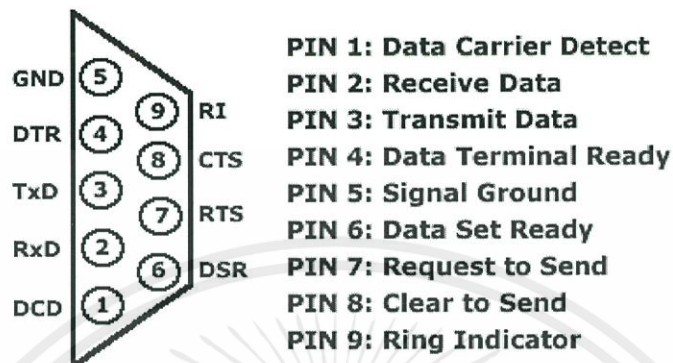 GND 5
9 RI
DTR 4
8 CTS
TxD 3
7 RTS
RxD 2
6 DSR
DCD 1
PIN 1: Data Carrier Detect
PIN 2: Receive Data
PIN 3: Transmit Data
PIN 4: Data Terminal Ready
PIN 5: Signal Ground
PIN 6: Data Set Ready
PIN 7: Request to Send
PIN 8: Clear to Send
PIN 9: Ring Indicator